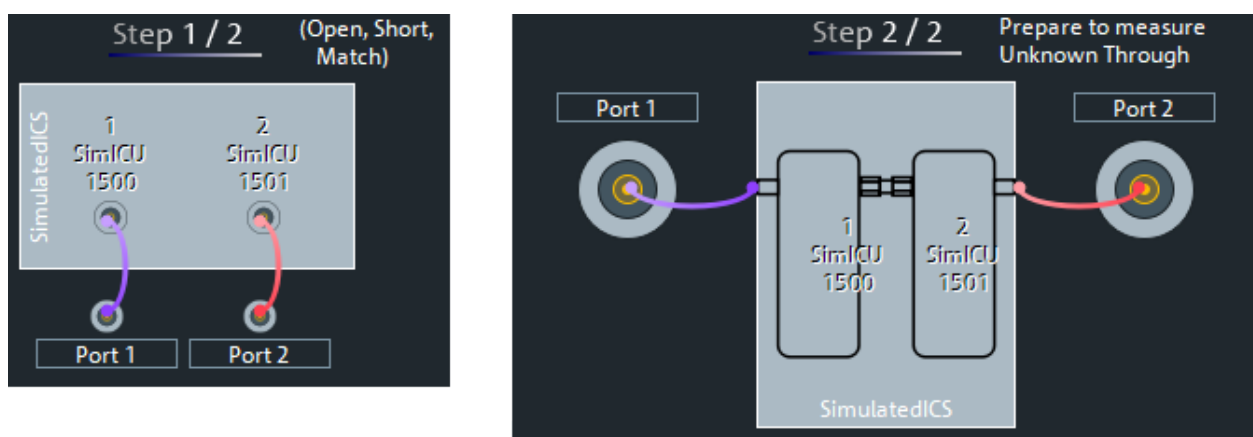 Step 1 / 2
(Open, Short,
Match)
SimulatedICS
1
SimICU
1500
2
SimICU
1501
Port 1
Port 2
Step 2 / 2
Prepare to measure
Unknown Through
Port 1
Port 2
1
SimICU
1500
2
SimICU
1501
SimulatedICS